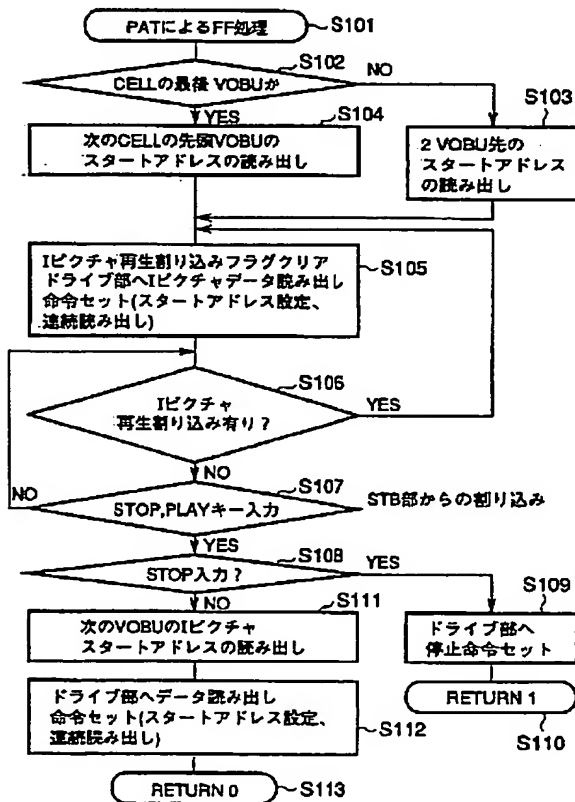 PATによるFF処理
S101
S102
CELLの最後 VOBUか
NO
YES
S104
S103
次のCELLの先頭VOBUの
スタートアドレスの読み出し
2 VOBU先の
スタートアドレス
の読み出し
Iピクチャ再生割り込みフラグクリア
ドライブ部へIピクチャデータ読み出し
命令セット(スタートアドレス設定、
連続読み出し)
S105
S106
Iピクチャ
再生割り込み有り?
YES
NO
S107
NO
STOP,PLAYキー入力
STB部からの割り込み
YES
S108
YES
STOP入力?
NO
S111
S109
次のVOBUのIピクチャ
スタートアドレスの読み出し
ドライブ部へ
停止命令セット
ドライブ部へデータ読み出し
命令セット(スタートアドレス設定、
連続読み出し)
S112
RETURN 1
S110
RETURN 0
S113